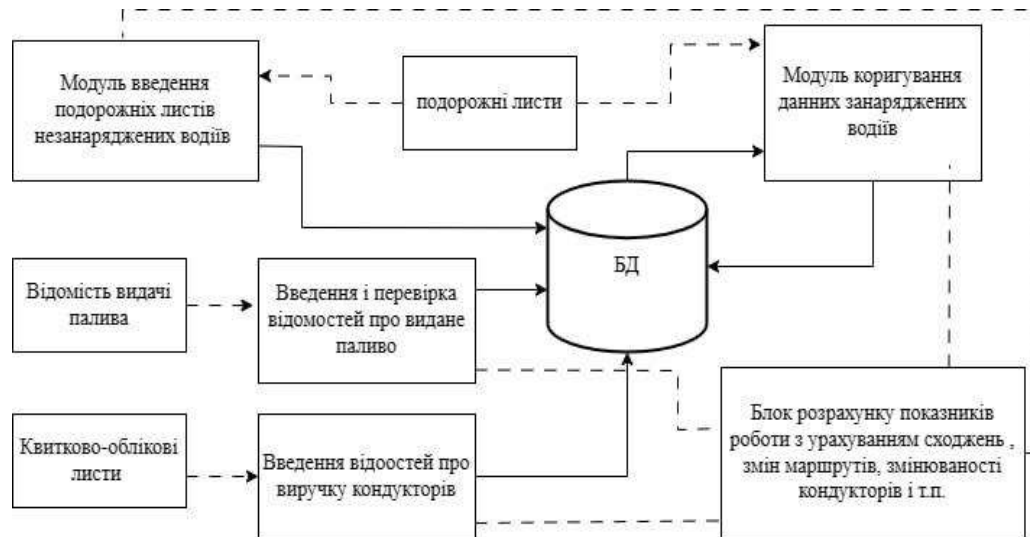 Модуль введення
подорожніх листів
незанаряджених водіїв
подорожні листи
Модуль коригування
данних занаряджених
водіїв
БД
Відомість видачі
палива
Введення і перевірка
відомостей про видане
паливо
Квитково-облікові
листи
Введення відоостей про
виручку кондукторів
Блок розрахунку показників
роботи з урахуванням сходжень ,
змін маршрутів, змінюваності
кондукторів і т.п.